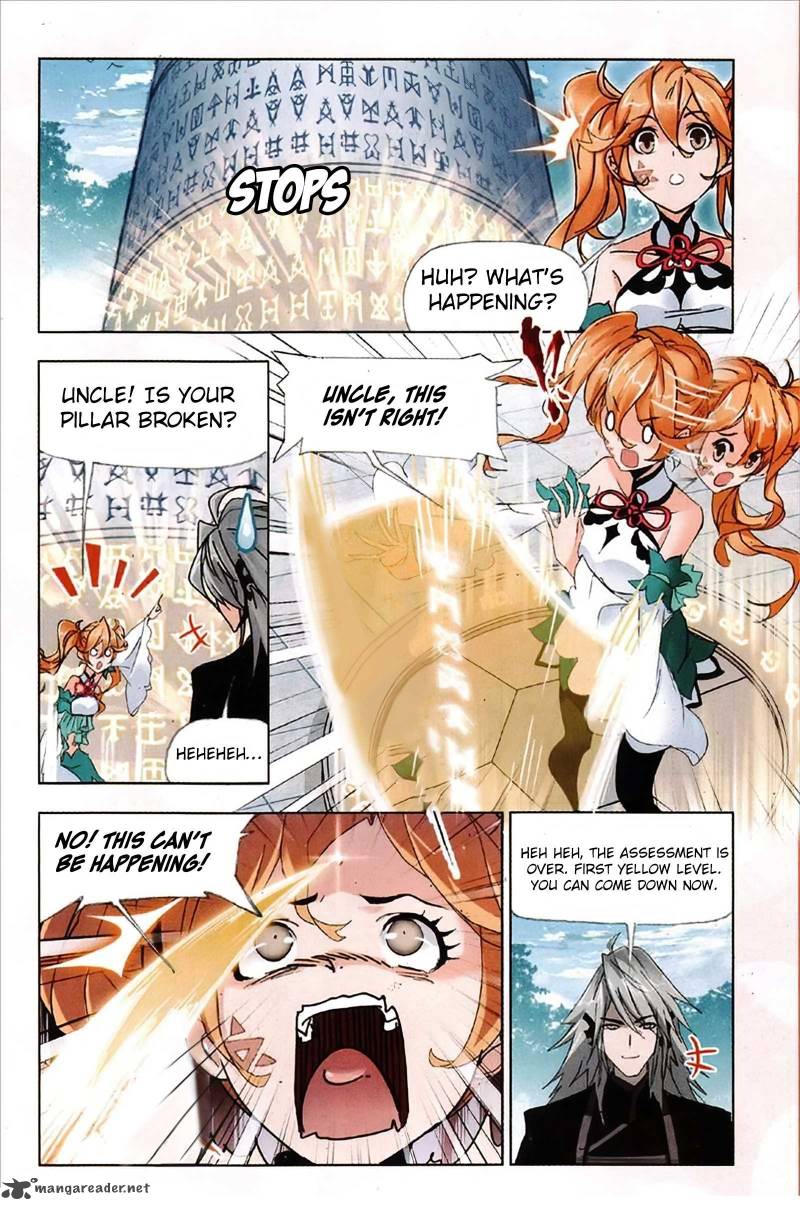 STOPS
HUH? WHAT'S
HAPPENING?
UNCLE! IS YOUR
PILLAR BROKEN?
UNCLE, THIS
ISN'T RIGHT!
HEHEHEH...
NO! THIS CAN'T
BE HAPPENING!
HEH HEH, THE ASSESSMENT IS
OVER. FIRST YELLOW LEVEL.
YOU CAN COME DOWN NOW.
mangareader.net